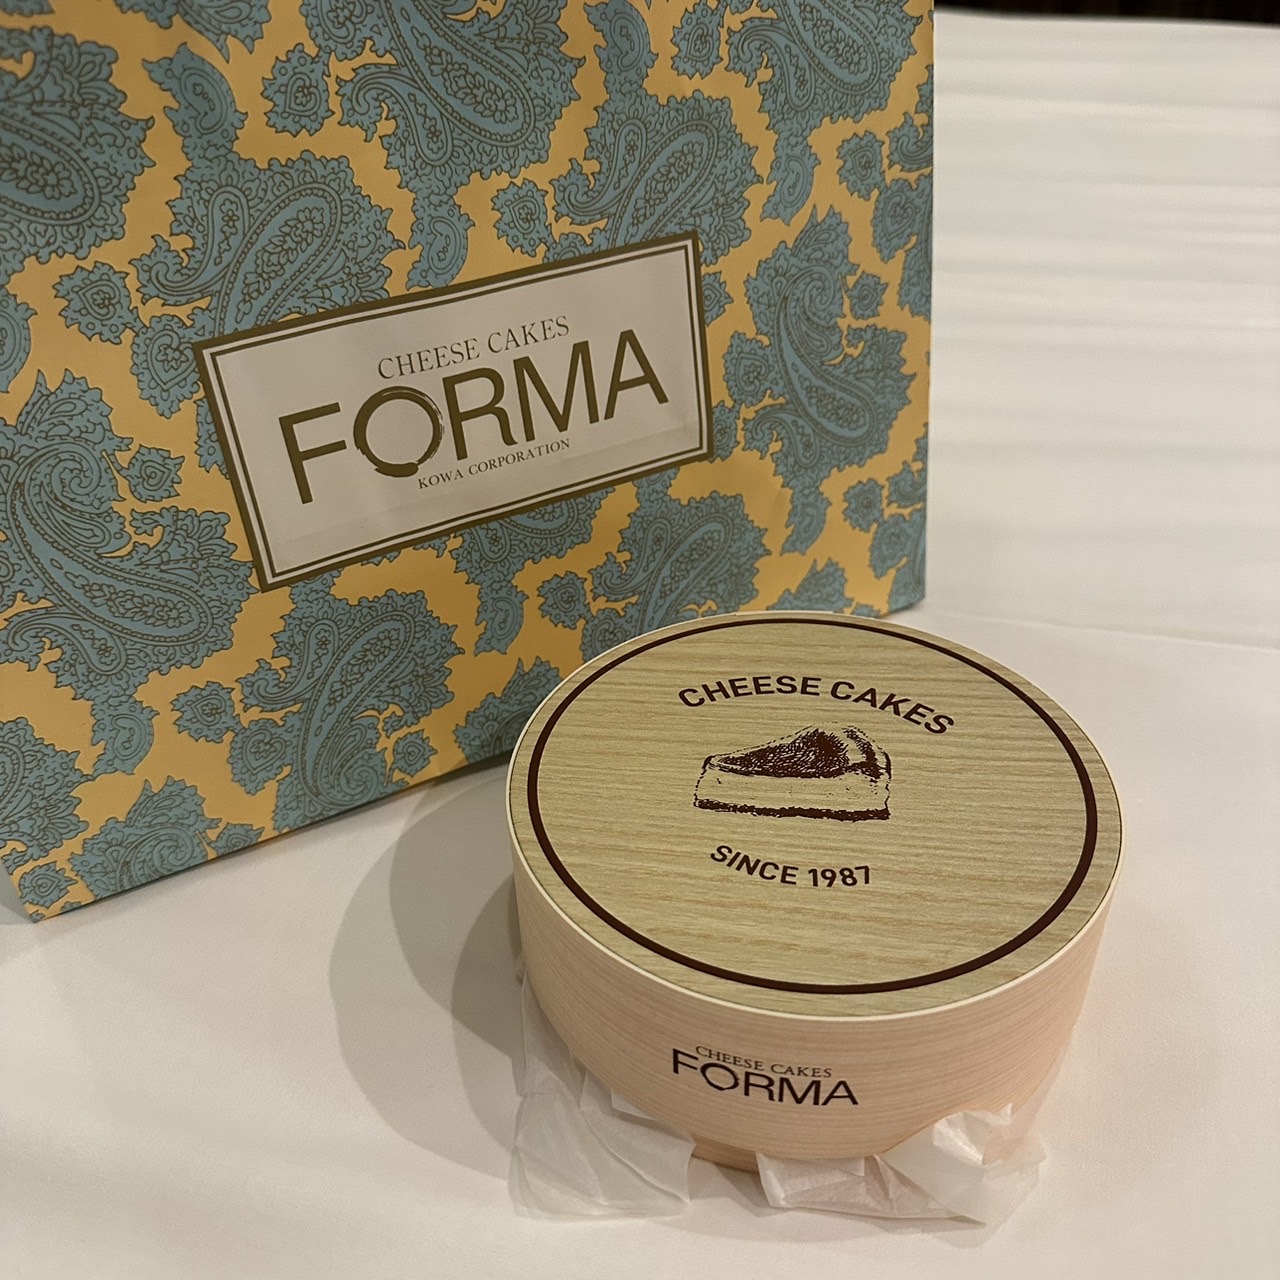 CHEESE CAKES
FORMA
KOWA CORPORATION
CHEESE CAKES
SINCE 1987
CHEESE CAKES
FORMA